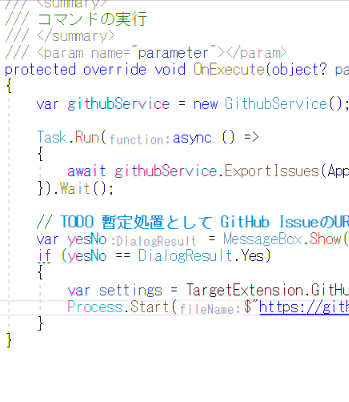 /// <summary>
/// コマンドの実行
/// </summary>
/// <param name="parameter"></param>
protected override void OnExecute(object? pa
{
var githubService = new GithubService();
Task.Run(function: async () =>
{
await githubService.ExportIssues(App
}).Wait();
// TODO 暫定処置として GitHub IssueのUR
var yesNo :DialogResult = MessageBox.Show(
if (yesNo == DialogResult.Yes)
{
var settings = TargetExtension.GitHu
Process.Start(fileName: $"https://gith
}
}